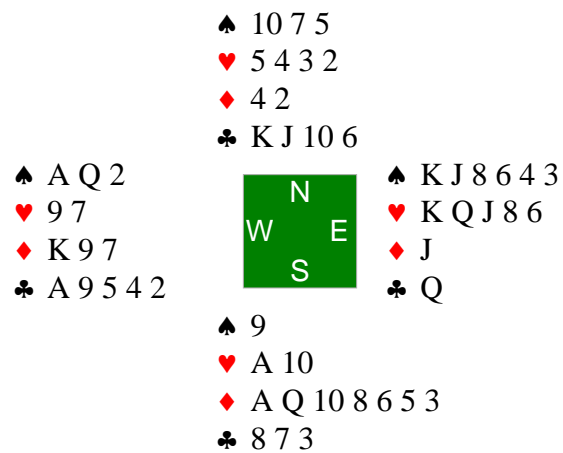 ♠ 10 7 5
♥ 5 4 3 2
♦ 4 2
♣ K J 10 6
♠ A Q 2
♥ 9 7
♦ K 9 7
♣ A 9 5 4 2
N
W E
S
♠ K J 8 6 4 3
♥ K Q J 8 6
♦ J
♣ Q
♠ 9
♥ A 10
♦ A Q 10 8 6 5 3
♣ 8 7 3